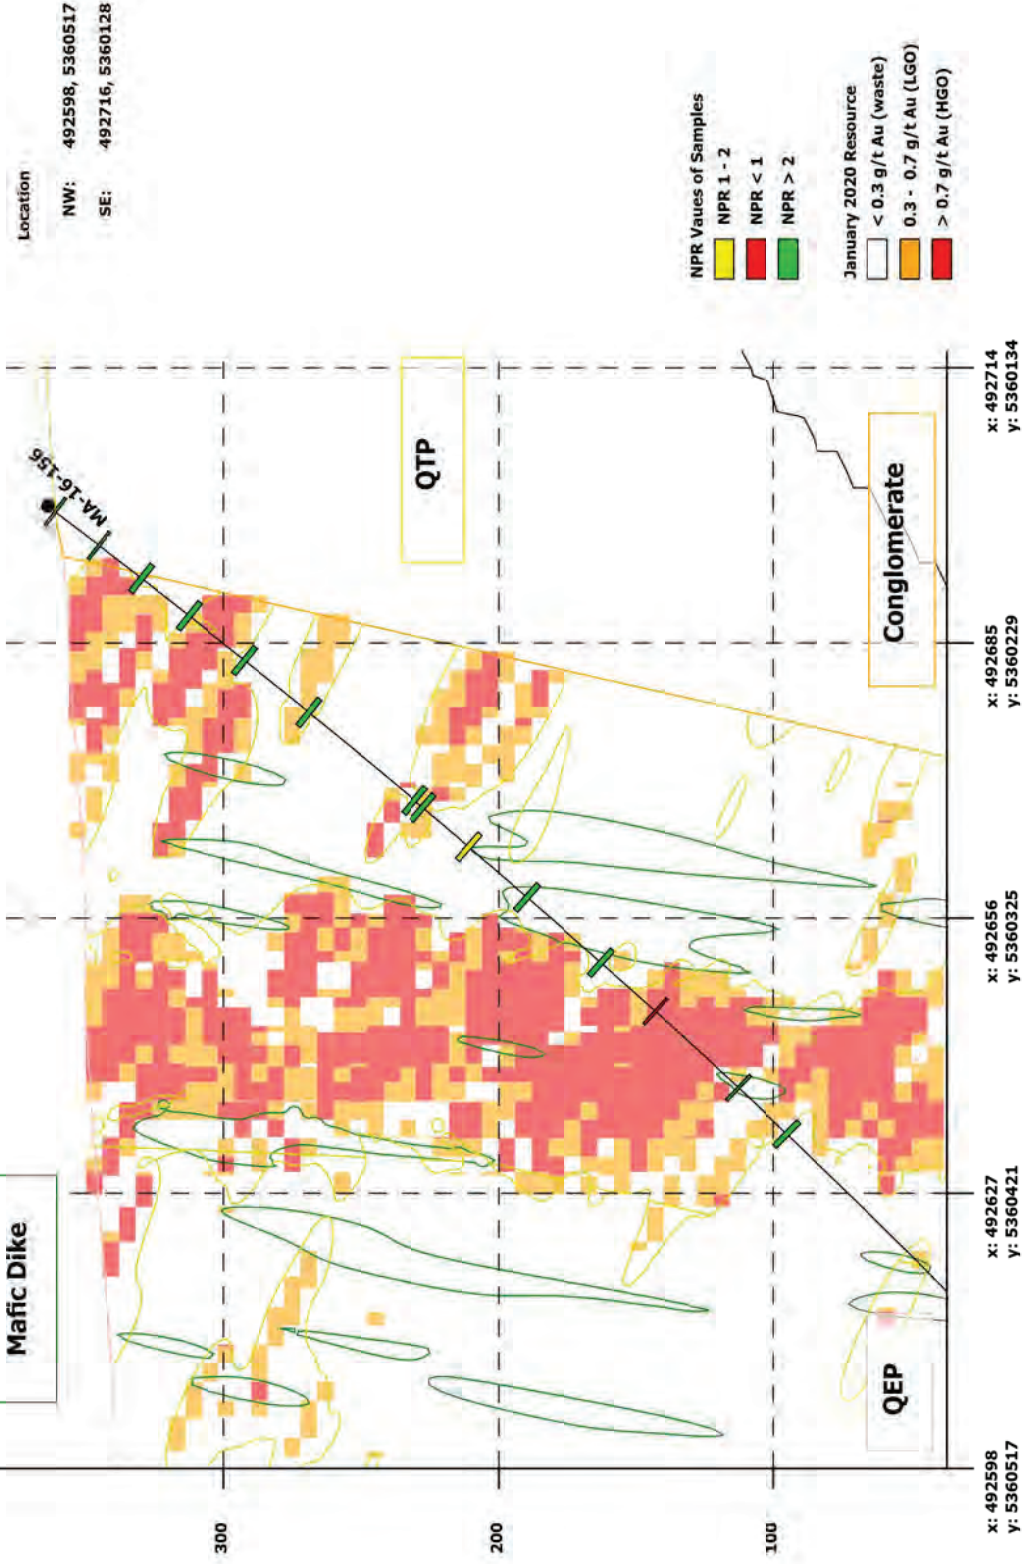 Location
NW: 492598, 5360517
SE: 492716, 5360128
Mafic Dike
MA-16-156
QTP
Conglomerate
QEP
300
200
100
NPR Vaues of Samples
NPR 1 - 2
NPR < 1
NPR > 2
January 2020 Resource
< 0.3 g/t Au (waste)
0.3 - 0.7 g/t Au (LGO)
> 0.7 g/t Au (HGO)
x: 492598
y: 5360517
x: 492627
y: 5360421
x: 492656
y: 5360325
x: 492685
y: 5360229
x: 492714
y: 5360134